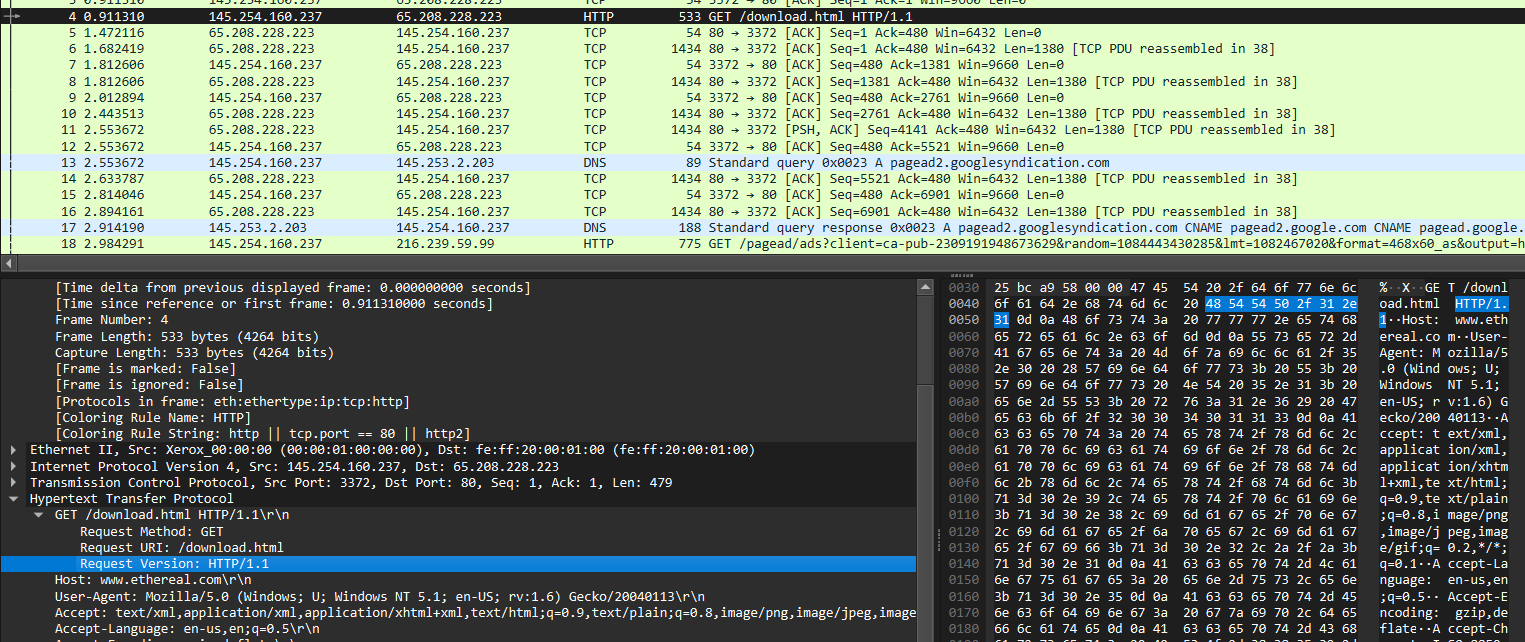 3 0.911310 145.254.160.237 65.208.228.223 TCP 54 3372 → 80 [ACK] Seq=1 Ack=1 Win=9660 Len=0
4 0.911310 145.254.160.237 65.208.228.223 HTTP 533 GET /download.html HTTP/1.1
5 1.472116 65.208.228.223 145.254.160.237 TCP 54 80 → 3372 [ACK] Seq=1 Ack=480 Win=6432 Len=0
6 1.682419 65.208.228.223 145.254.160.237 TCP 1434 80 → 3372 [ACK] Seq=1 Ack=480 Win=6432 Len=1380 [TCP PDU reassembled in 38]
7 1.812606 145.254.160.237 65.208.228.223 TCP 54 3372 → 80 [ACK] Seq=480 Ack=1381 Win=9660 Len=0
8 1.812606 65.208.228.223 145.254.160.237 TCP 1434 80 → 3372 [ACK] Seq=1381 Ack=480 Win=6432 Len=1380 [TCP PDU reassembled in 38]
9 2.012894 145.254.160.237 65.208.228.223 TCP 54 3372 → 80 [ACK] Seq=480 Ack=2761 Win=9660 Len=0
10 2.443513 65.208.228.223 145.254.160.237 TCP 1434 80 → 3372 [ACK] Seq=2761 Ack=480 Win=6432 Len=1380 [TCP PDU reassembled in 38]
11 2.553672 65.208.228.223 145.254.160.237 TCP 1434 80 → 3372 [PSH, ACK] Seq=4141 Ack=480 Win=6432 Len=1380 [TCP PDU reassembled in 38]
12 2.553672 145.254.160.237 65.208.228.223 TCP 54 3372 → 80 [ACK] Seq=480 Ack=5521 Win=9660 Len=0
13 2.553672 145.254.160.237 145.253.2.203 DNS 89 Standard query 0x0023 A pagead2.googlesyndication.com
14 2.633787 65.208.228.223 145.254.160.237 TCP 1434 80 → 3372 [ACK] Seq=5521 Ack=480 Win=6432 Len=1380 [TCP PDU reassembled in 38]
15 2.814046 145.254.160.237 65.208.228.223 TCP 54 3372 → 80 [ACK] Seq=480 Ack=6901 Win=9660 Len=0
16 2.894161 65.208.228.223 145.254.160.237 TCP 1434 80 → 3372 [ACK] Seq=6901 Ack=480 Win=6432 Len=1380 [TCP PDU reassembled in 38]
17 2.914190 145.253.2.203 145.254.160.237 DNS 188 Standard query response 0x0023 A pagead2.googlesyndication.com CNAME pagead2.google.com CNAME pagead.google.
18 2.984291 145.254.160.237 216.239.59.99 HTTP 775 GET /pagead/ads?client=ca-pub-2309191948673629&random=1084443430285&lmt=1082467020&format=468x60_as&output=h
[Time delta from previous displayed frame: 0.000000000 seconds]
[Time since reference or first frame: 0.911310000 seconds]
Frame Number: 4
Frame Length: 533 bytes (4264 bits)
Capture Length: 533 bytes (4264 bits)
[Frame is marked: False]
[Frame is ignored: False]
[Protocols in frame: eth:ethertype:ip:tcp:http]
[Coloring Rule Name: HTTP]
[Coloring Rule String: http || tcp.port == 80 || http2]
Ethernet II, Src: Xerox_00:00:00 (00:00:01:00:00:00), Dst: fe:ff:20:00:01:00 (fe:ff:20:00:01:00)
Internet Protocol Version 4, Src: 145.254.160.237, Dst: 65.208.228.223
Transmission Control Protocol, Src Port: 3372, Dst Port: 80, Seq: 1, Ack: 1, Len: 479
Hypertext Transfer Protocol
GET /download.html HTTP/1.1\r\n
Request Method: GET
Request URI: /download.html
Request Version: HTTP/1.1
Host: www.ethereal.com\r\n
User-Agent: Mozilla/5.0 (Windows; U; Windows NT 5.1; en-US; rv:1.6) Gecko/20040113\r\n
Accept: text/xml,application/xml,application/xhtml+xml,text/html;q=0.9,text/plain;q=0.8,image/png,image/jpeg,image
Accept-Language: en-us,en;q=0.5\r\n
0030 25 bc a9 58 00 00 47 45 54 20 2f 64 6f 77 6e 6c %··X··GET /downl
0040 6f 61 64 2e 68 74 6d 6c 20 48 54 54 50 2f 31 2e oad.html HTTP/1.
0050 31 0d 0a 48 6f 73 74 3a 20 77 77 77 2e 65 74 68 1··Host: www.eth
0060 65 72 65 61 6c 2e 63 6f 6d 0d 0a 55 73 65 72 2d ereal.com··User-
0070 41 67 65 6e 74 3a 20 4d 6f 7a 69 6c 6c 61 2f 35 Agent: Mozilla/5
0080 2e 30 20 28 57 69 6e 64 6f 77 73 3b 20 55 3b 20 .0 (Windows; U;
0090 57 69 6e 64 6f 77 73 20 4e 54 20 35 2e 31 3b 20 Windows NT 5.1;
00a0 65 6e 2d 55 53 3b 20 72 76 3a 31 2e 36 29 20 47 en-US; rv:1.6) G
00b0 65 63 6b 6f 2f 32 30 30 34 30 31 31 33 0d 0a 41 ecko/20040113··A
00c0 63 63 65 70 74 3a 20 74 65 78 74 2f 78 6d 6c 2c ccept: text/xml,
00d0 61 70 70 6c 69 63 61 74 69 6f 6e 2f 78 6d 6c 2c application/xml,
00e0 61 70 70 6c 69 63 61 74 69 6f 6e 2f 78 68 74 6d application/xhtm
00f0 6c 2b 78 6d 6c 2c 74 65 78 74 2f 68 74 6d 6c 3b l+xml,text/html;
0100 71 3d 30 2e 39 2c 74 65 78 74 2f 70 6c 61 69 6e q=0.9,text/plain
0110 3b 71 3d 30 2e 38 2c 69 6d 61 67 65 2f 70 6e 67 ;q=0.8,image/png
0120 2c 69 6d 61 67 65 2f 6a 70 65 67 2c 69 6d 61 67 ,image/jpeg,imag
0130 65 2f 67 69 66 3b 71 3d 30 2e 32 2c 2a 2f 2a 3b e/gif;q=0.2,*/*;
0140 71 3d 30 2e 31 0d 0a 41 63 63 65 70 74 2d 4c 61 q=0.1··Accept-La
0150 6e 67 75 61 67 65 3a 20 65 6e 2d 75 73 2c 65 6e nguage: en-us,en
0160 3b 71 3d 30 2e 35 0d 0a 41 63 63 65 70 74 2d 45 ;q=0.5··Accept-E
0170 6e 63 6f 64 69 6e 67 3a 20 67 7a 69 70 2c 64 65 ncoding: gzip,de
0180 66 6c 61 74 65 0d 0a 41 63 63 65 70 74 2d 43 68 flate··Accept-Ch